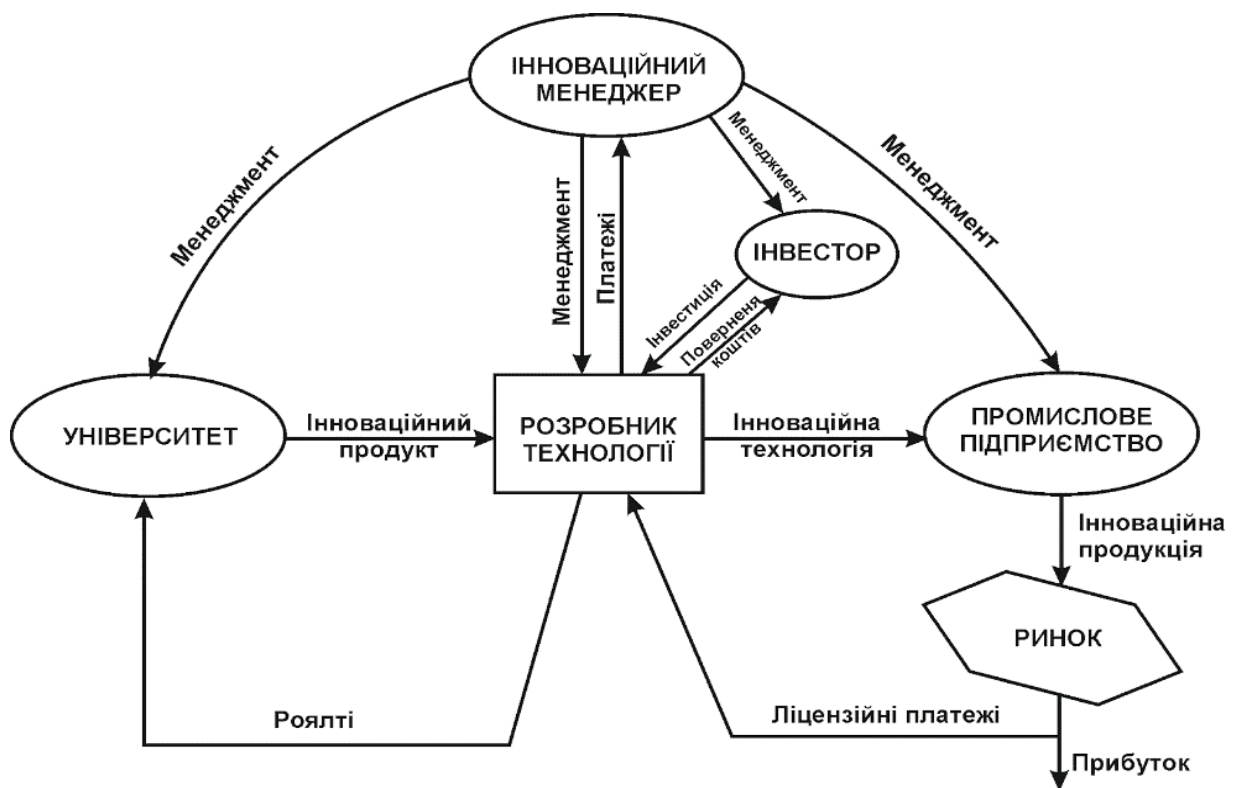 ІННОВАЦІЙНИЙ
МЕНЕДЖЕР
Менеджмент
Менеджмент
Платежі
Менеджмент
Менеджмент
ІНВЕСТОР
Інвестиція
Поверненя
коштів
УНІВЕРСИТЕТ
Інноваційний
продукт
РОЗРОБНИК
ТЕХНОЛОГІЇ
Інноваційна
технологія
ПРОМИСЛОВЕ
ПІДПРИЄМСТВО
Інноваційна
продукція
РИНОК
Роялті
Ліцензійні платежі
Прибуток